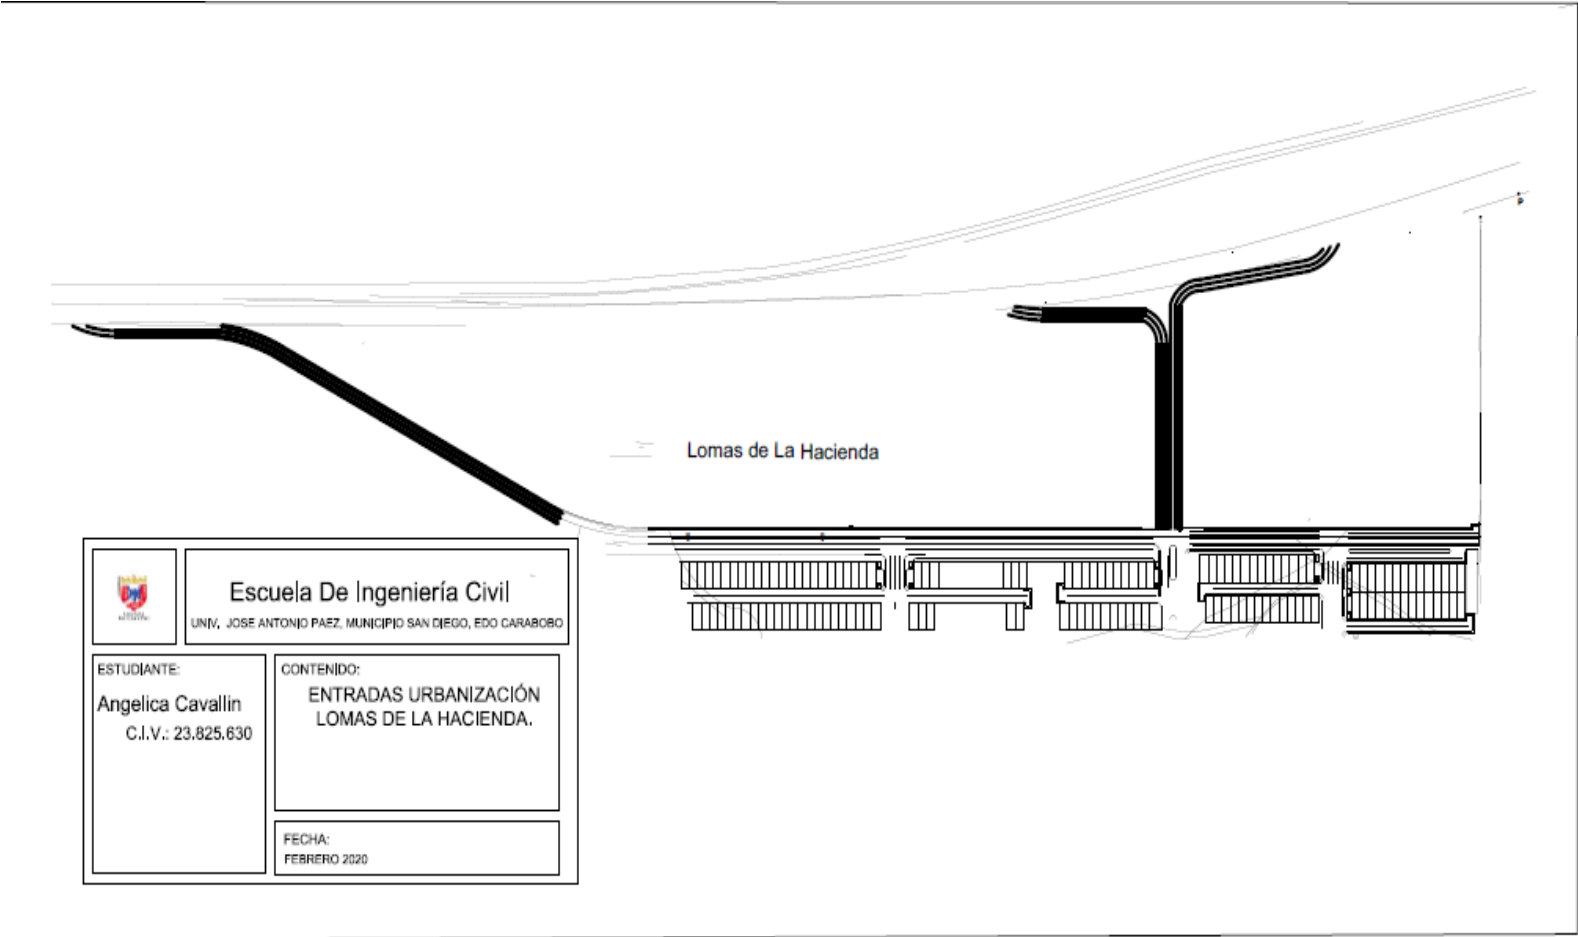 Lomas de La Hacienda
Escuela De Ingeniería Civil
UNIV. JOSE ANTONIO PAEZ, MUNICIPIO SAN DIEGO, EDO CARABOBO
ESTUDIANTE:
Angelica Cavallin
C.I.V.: 23.825.630
CONTENIDO:
ENTRADAS URBANIZACIÓN
LOMAS DE LA HACIENDA.
FECHA:
FEBRERO 2020